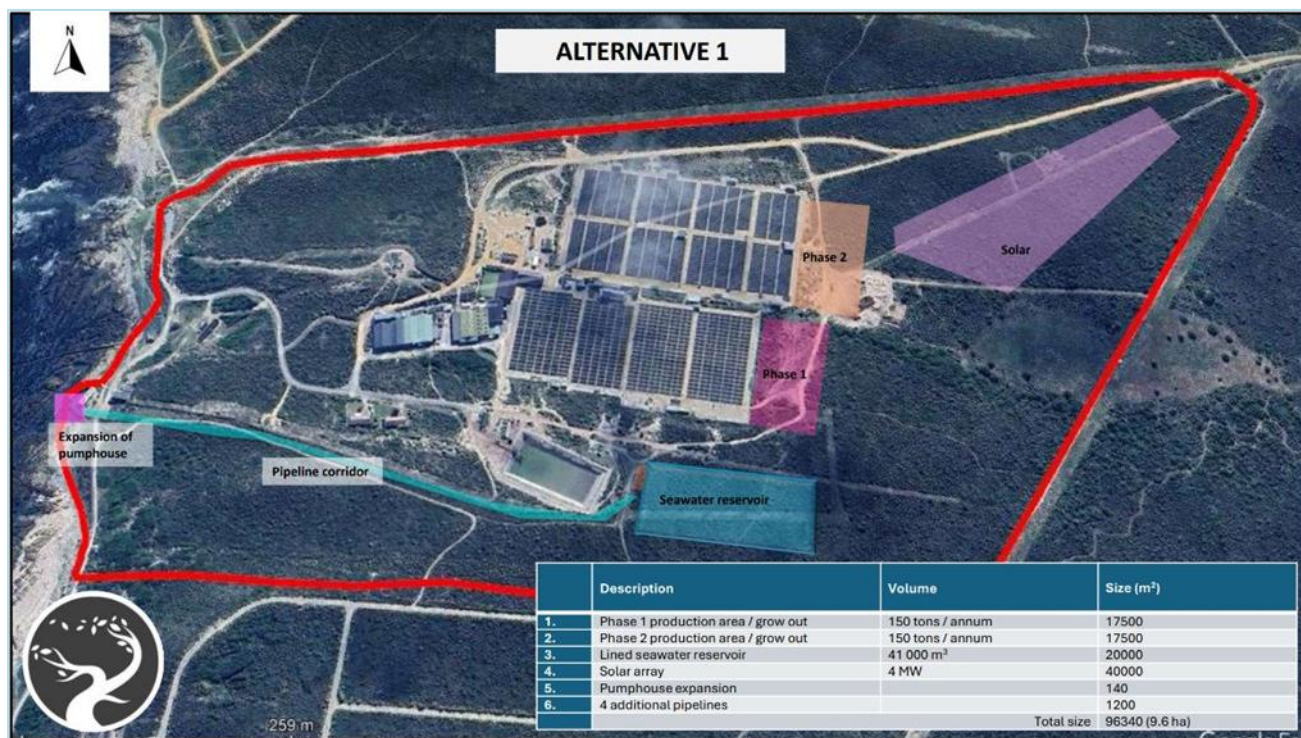 N
ALTERNATIVE 1
Solar
Phase 2
Phase 1
Expansion of
pumphouse
Pipeline corridor
Seawater reservoir
Description Volume Size (m²)
1. Phase 1 production area / grow out 150 tons / annum 17500
2. Phase 2 production area / grow out 150 tons / annum 17500
3. Lined seawater reservoir 41 000 m³ 20000
4. Solar array 4 MW 40000
5. Pumphouse expansion 140
6. 4 additional pipelines 1200
Total size 96340 (9.6 ha)
259 m